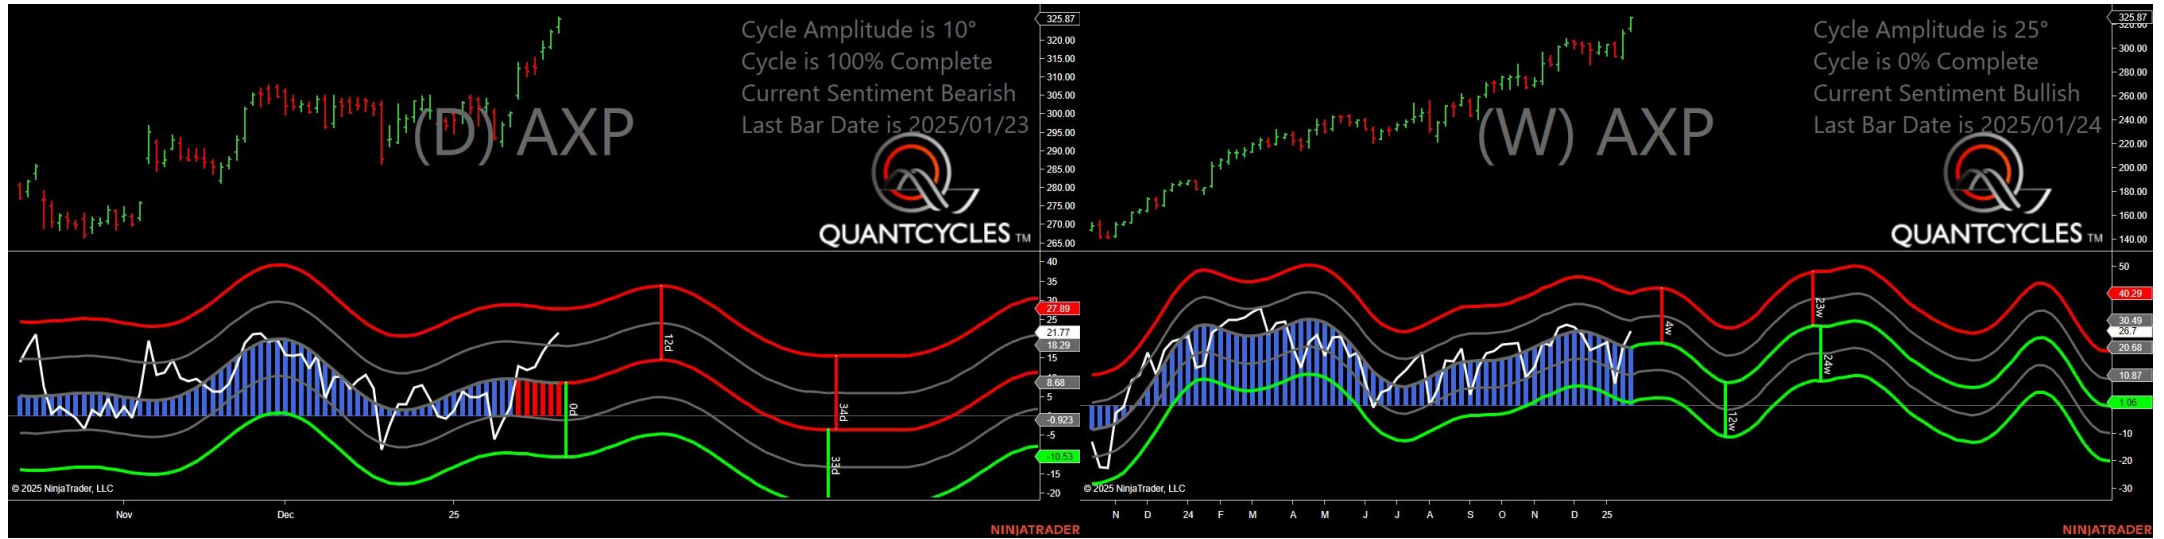 Cycle Amplitude is 10°
Cycle is 100% Complete
Current Sentiment Bearish
Last Bar Date is 2025/01/23
(D) AXP
QUANTCYCLES TM
325.87
320.00
315.00
310.00
305.00
300.00
295.00
290.00
285.00
280.00
275.00
270.00
265.00
40
35
30
27.89
25
21.77
18.29
15
10
8.68
5
-0.923
-5
-10.53
-15
-20
0d
12d
34d
33d
© 2025 NinjaTrader, LLC
Nov
Dec
25
NINJATRADER
Cycle Amplitude is 25°
Cycle is 0% Complete
Current Sentiment Bullish
Last Bar Date is 2025/01/24
(W) AXP
QUANTCYCLES TM
325.87
320.00
300.00
280.00
260.00
240.00
220.00
200.00
180.00
160.00
140.00
50
40.29
30.49
26.7
20.68
10.87
1.06
-10
-20
-30
4w
12w
23w
24w
© 2025 NinjaTrader, LLC
N
D
24
F
M
A
M
J
J
A
S
O
N
D
25
NINJATRADER